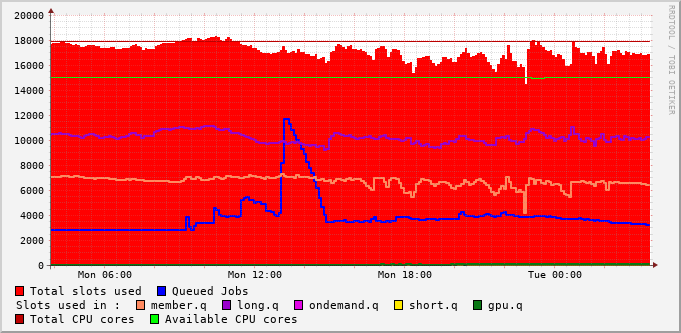 20000
18000
16000
14000
12000
10000
8000
6000
4000
2000
0
Mon 06:00 Mon 12:00 Mon 18:00 Tue 00:00
RRDTOOL / TOBI OETIKER
Total slots used Queued Jobs
Slots used in : member.q long.q ondemand.q short.q gpu.q
Total CPU cores Available CPU cores